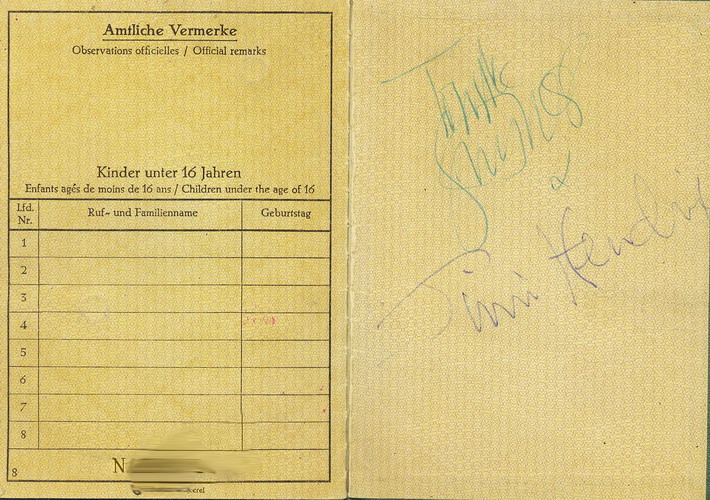 Amtliche Vermerke
Observations officielles / Official remarks
Kinder unter 16 Jahren
Enfants agés de moins de 16 ans / Children under the age of 16
Lfd. Nr.
Ruf- und Familienname
Geburtstag
1
2
3
4
5
6
7
8
N
8
Jimi Hendrix